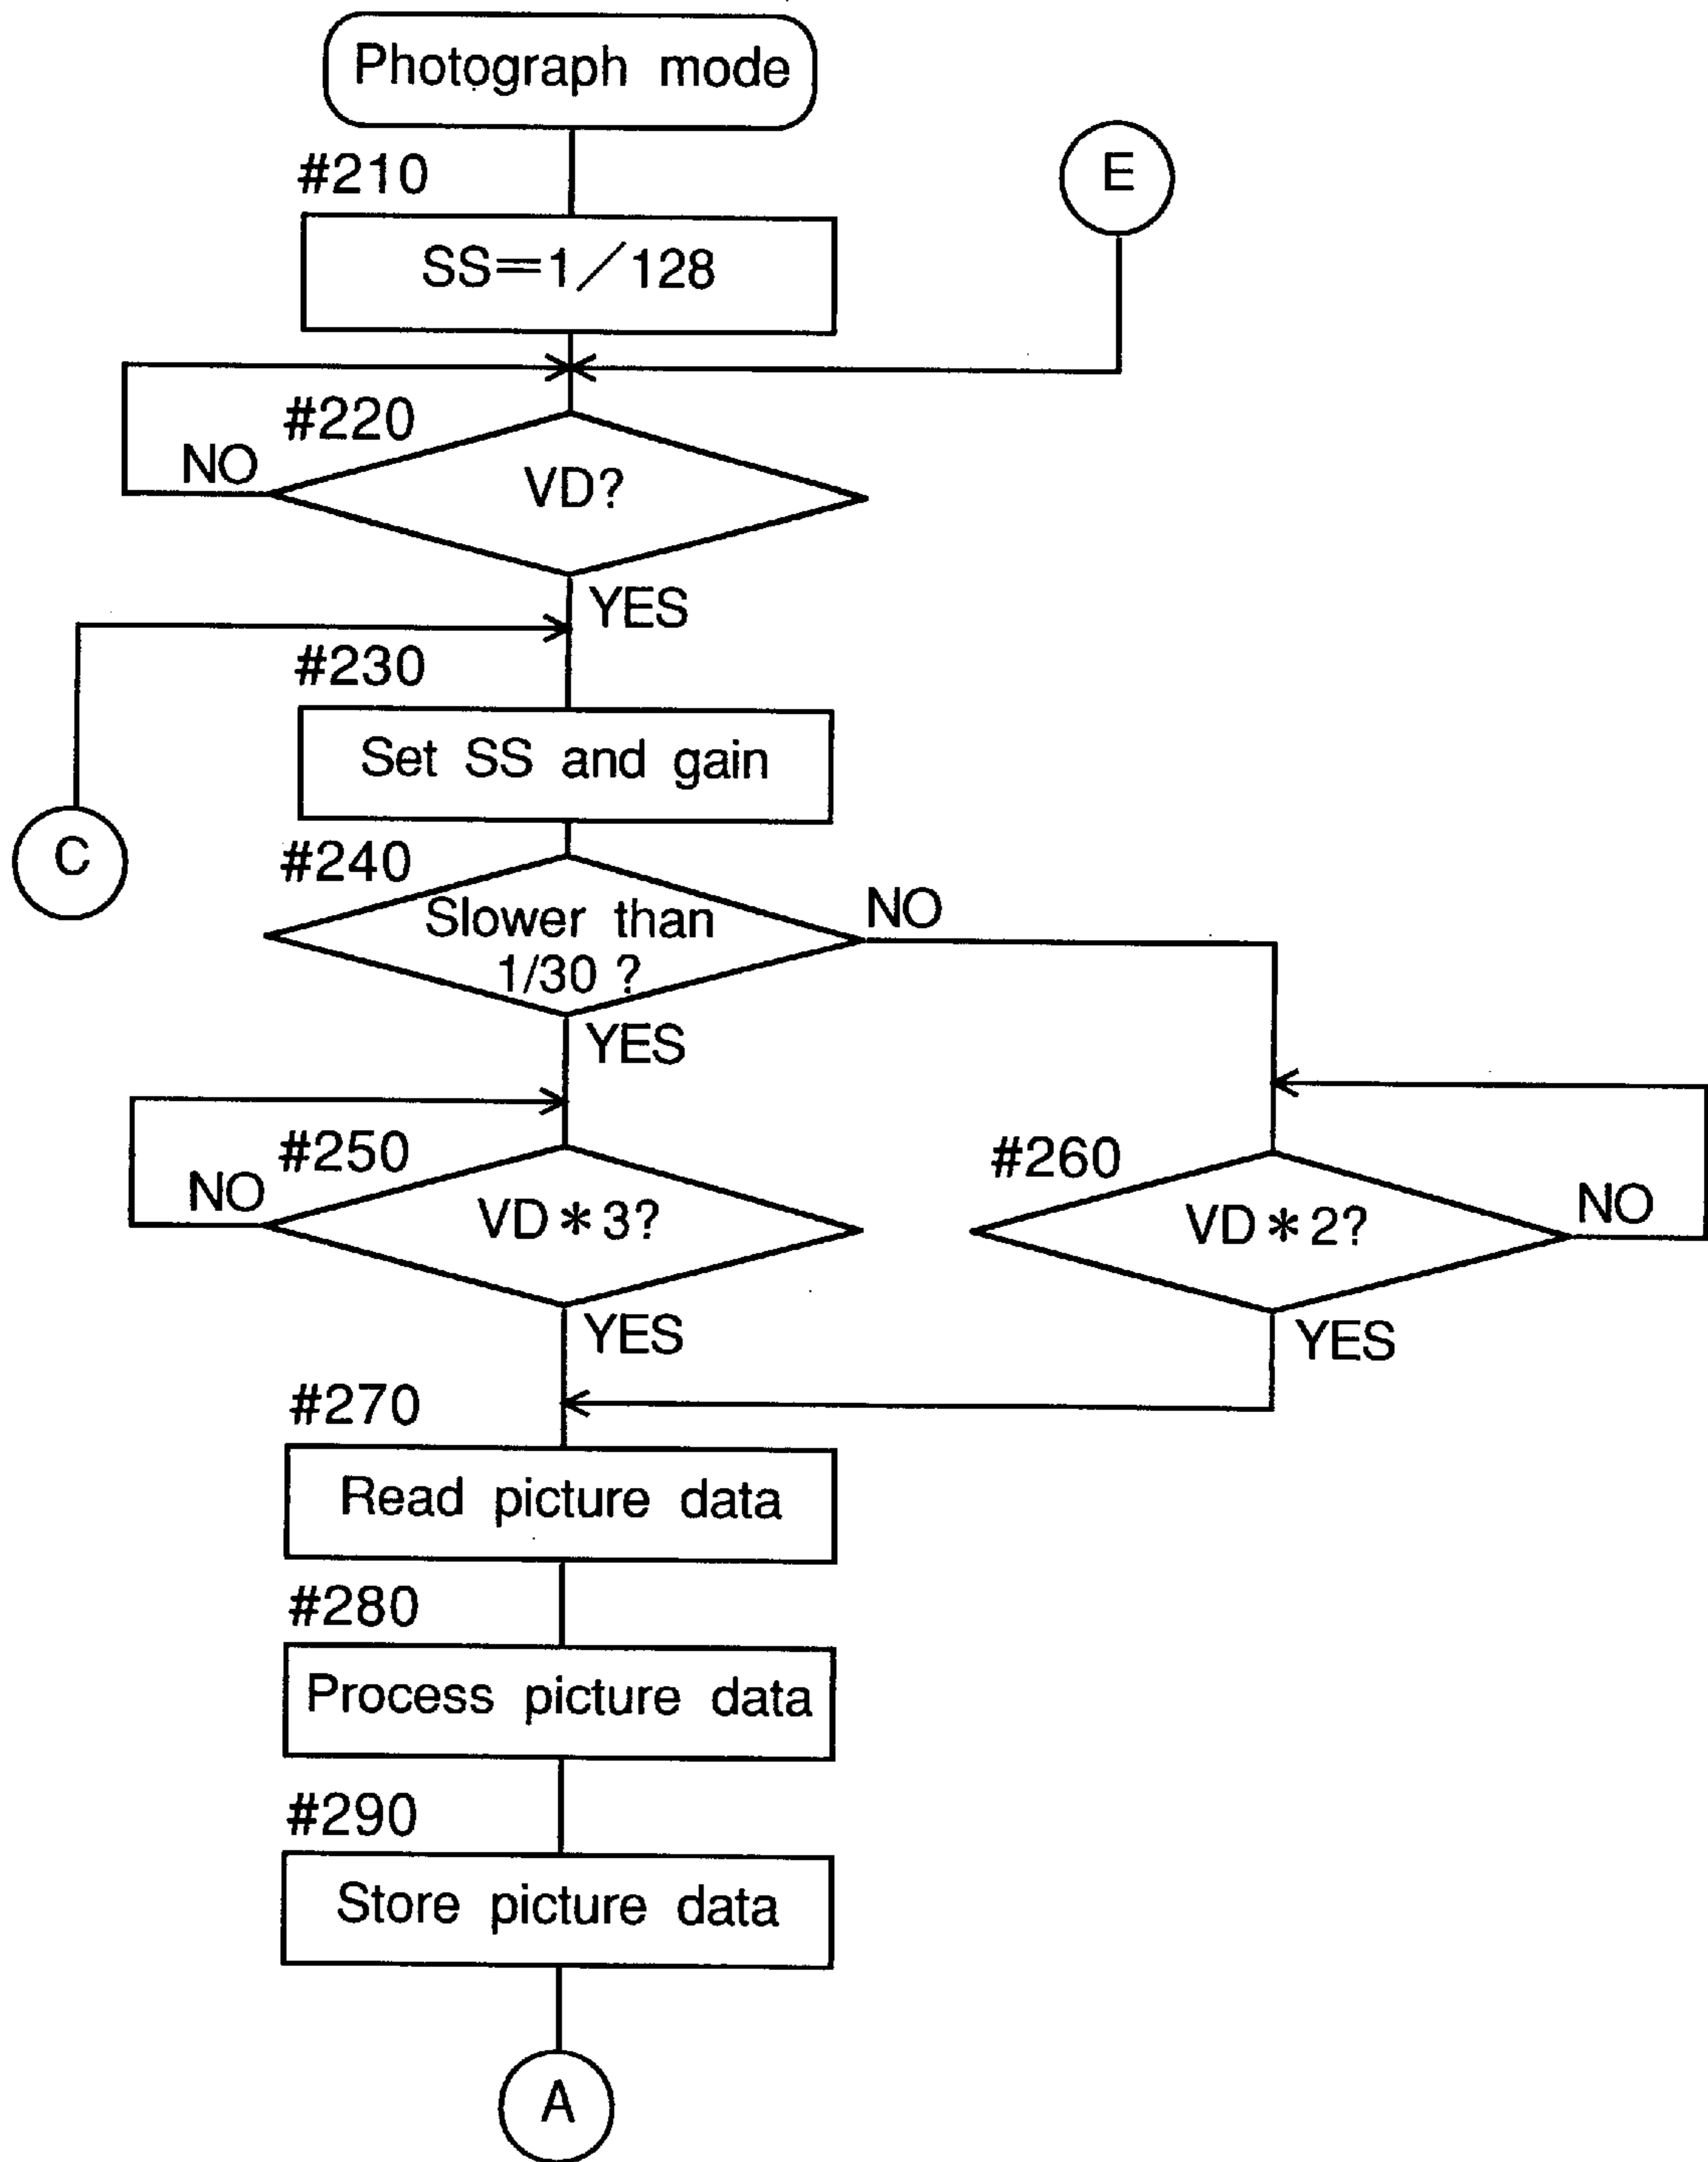 Photograph mode
#210
E
SS=1/128
#220
NO
VD?
YES
#230
Set SS and gain
C
#240
NO
Slower than
1/30 ?
YES
#250
#260
NO
VD*3?
VD*2?
NO
YES
YES
#270
Read picture data
#280
Process picture data
#290
Store picture data
A